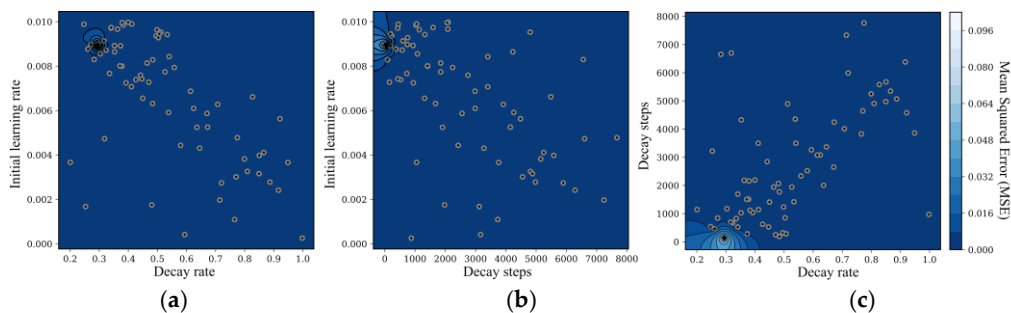 0.010
0.008
0.006
0.004
0.002
0.000
Initial learning rate
0.2 0.3 0.4 0.5 0.6 0.7 0.8 0.9 1.0
Decay rate
(a)
0.010
0.008
0.006
0.004
0.002
0.000
Initial learning rate
0 1000 2000 3000 4000 5000 6000 7000 8000
Decay steps
(b)
8000
7000
6000
5000
4000
3000
2000
1000
0
Decay steps
0.2 0.3 0.4 0.5 0.6 0.7 0.8 0.9 1.0
Decay rate
(c)
0.096
0.080
0.064
0.048
0.032
0.016
0.000
Mean Squared Error (MSE)